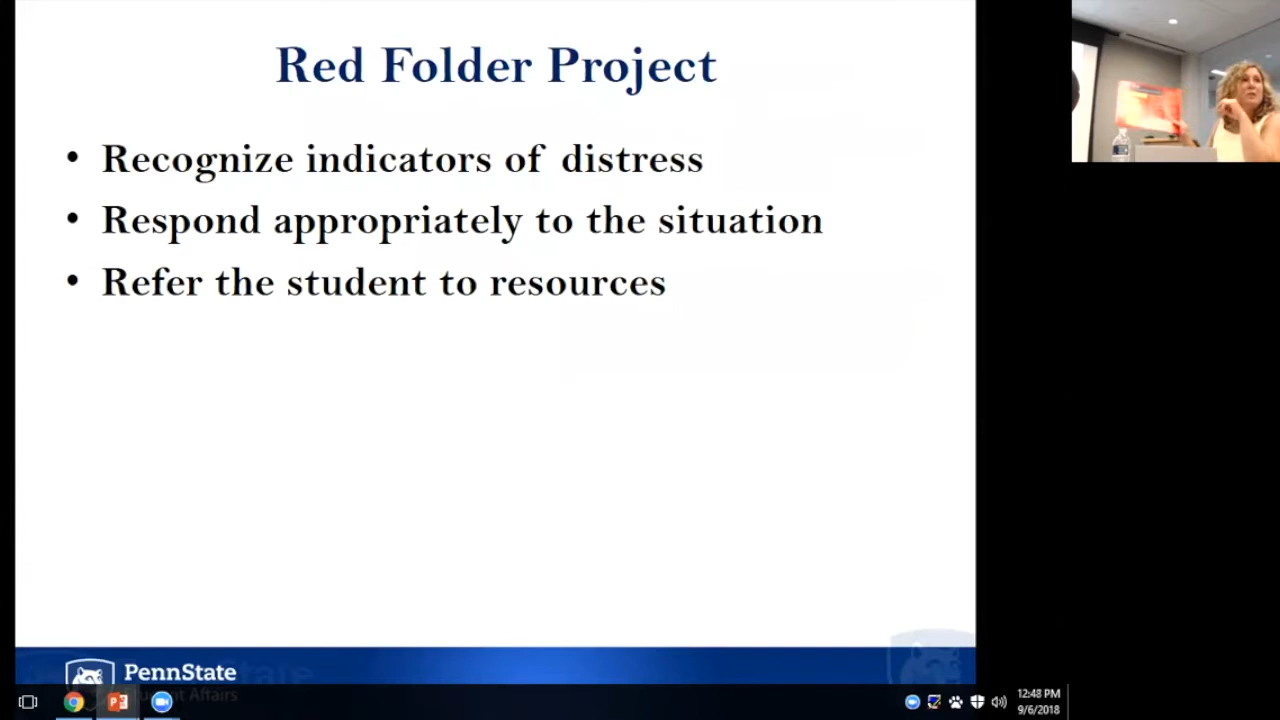 Red Folder Project
• Recognize indicators of distress
• Respond appropriately to the situation
• Refer the student to resources
PennState
Student Affairs
12:48 PM
9/6/2018